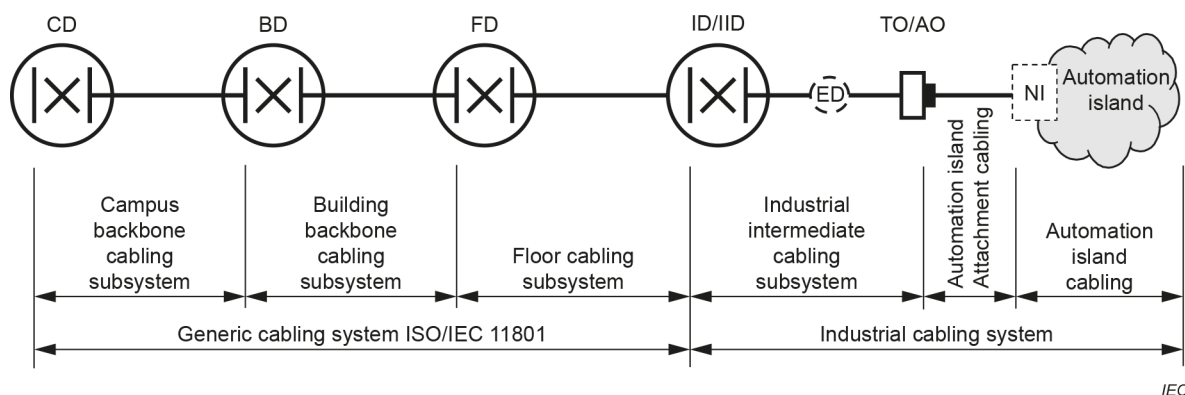 CD
BD
FD
ID/IID
TO/AO
ED
NI
Automation
island
Campus
backbone
cabling
subsystem
Building
backbone
cabling
subsystem
Floor cabling
subsystem
Industrial
intermediate
cabling
subsystem
Automation island
Attachment cabling
Automation
island
cabling
Generic cabling system ISO/IEC 11801
Industrial cabling system
IEC